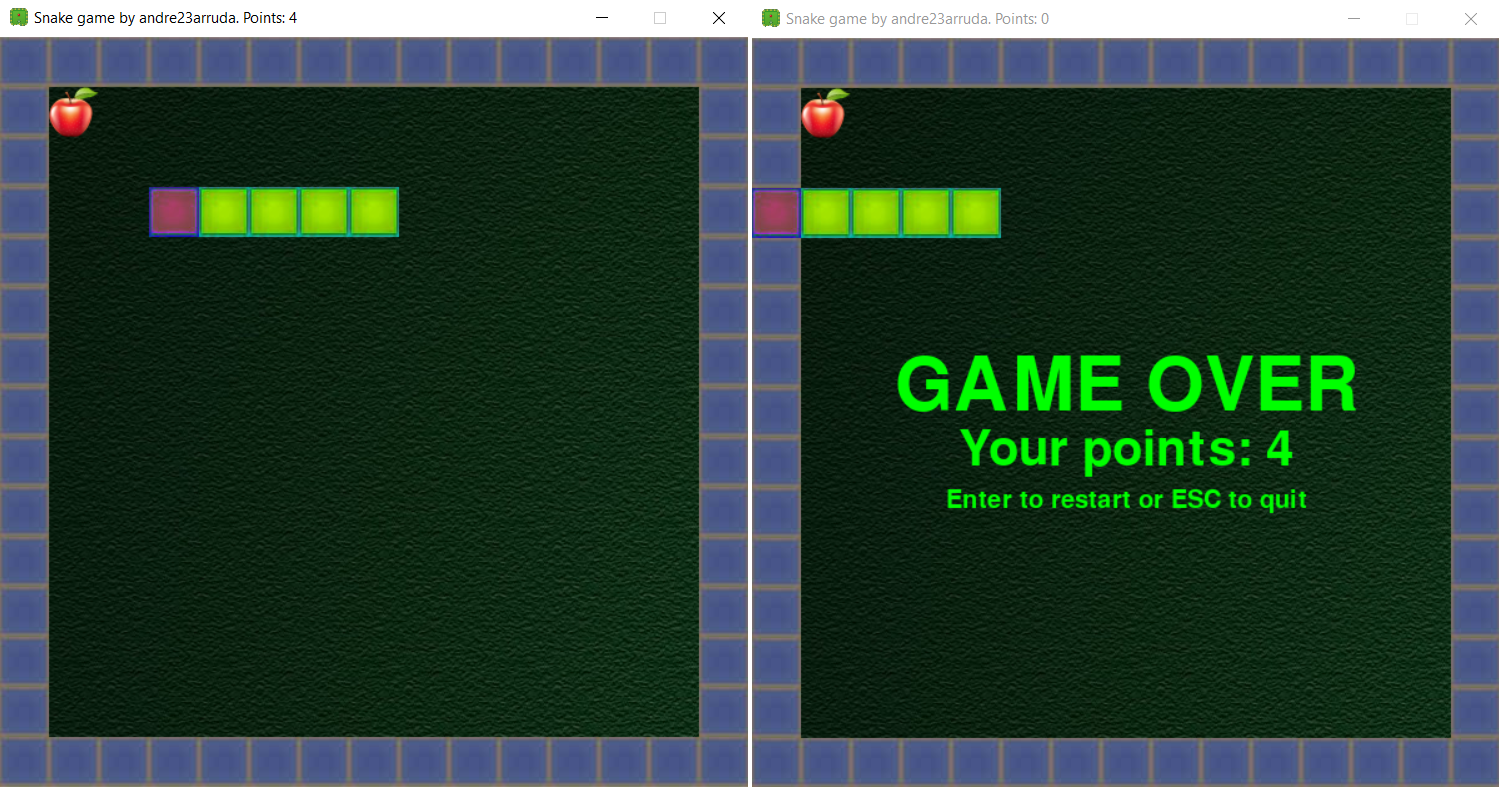 Snake game by andre23arruda. Points: 4
Snake game by andre23arruda. Points: 0
GAME OVER
Your points: 4
Enter to restart or ESC to quit